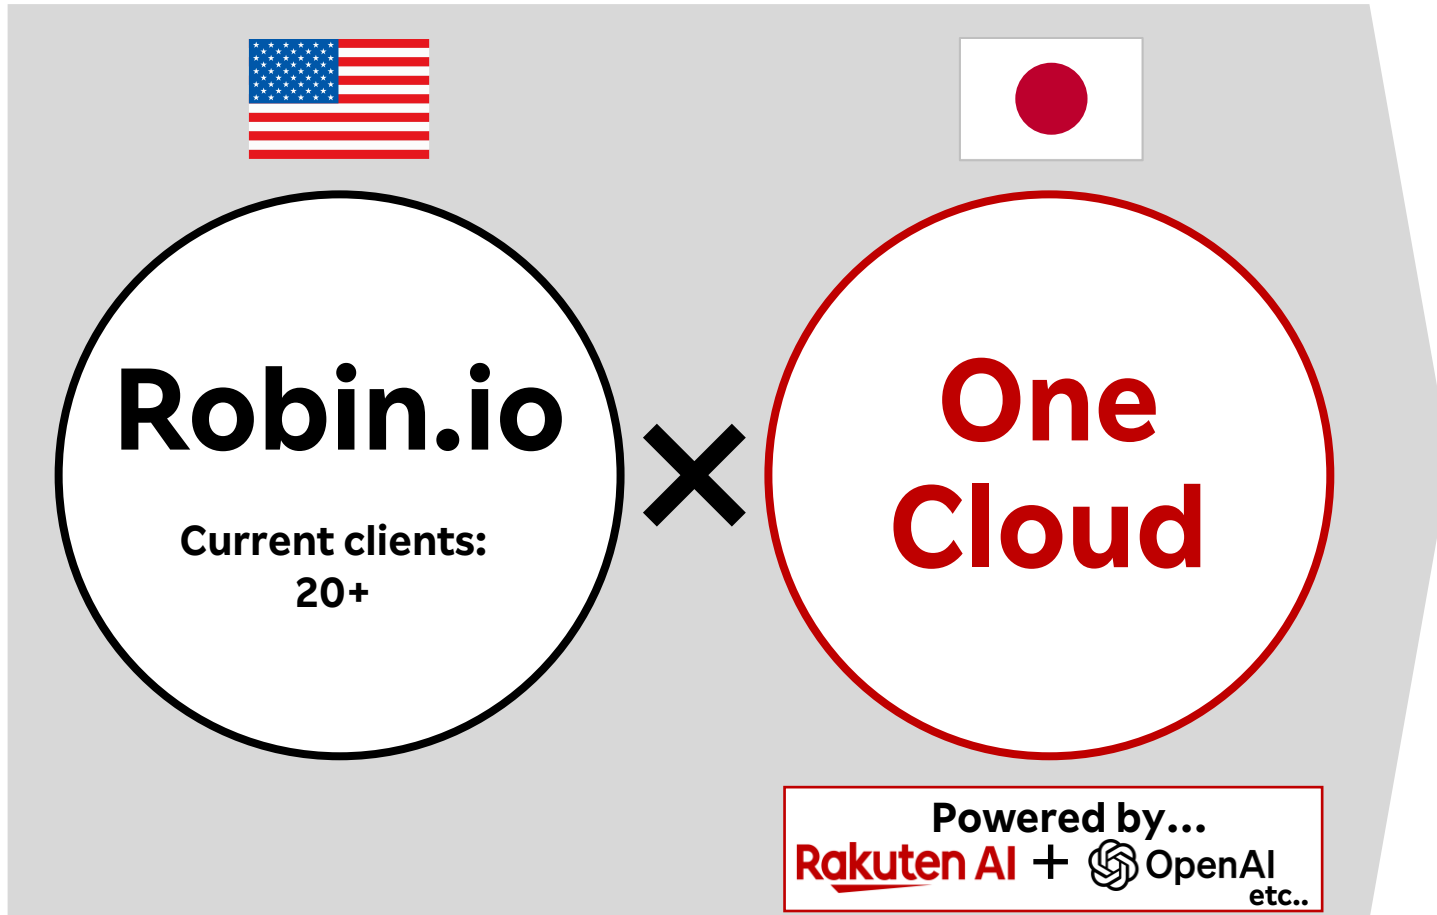 Robin.io
Current clients:
20+
×
One
Cloud
Powered by...
Rakuten AI + OpenAI
etc..